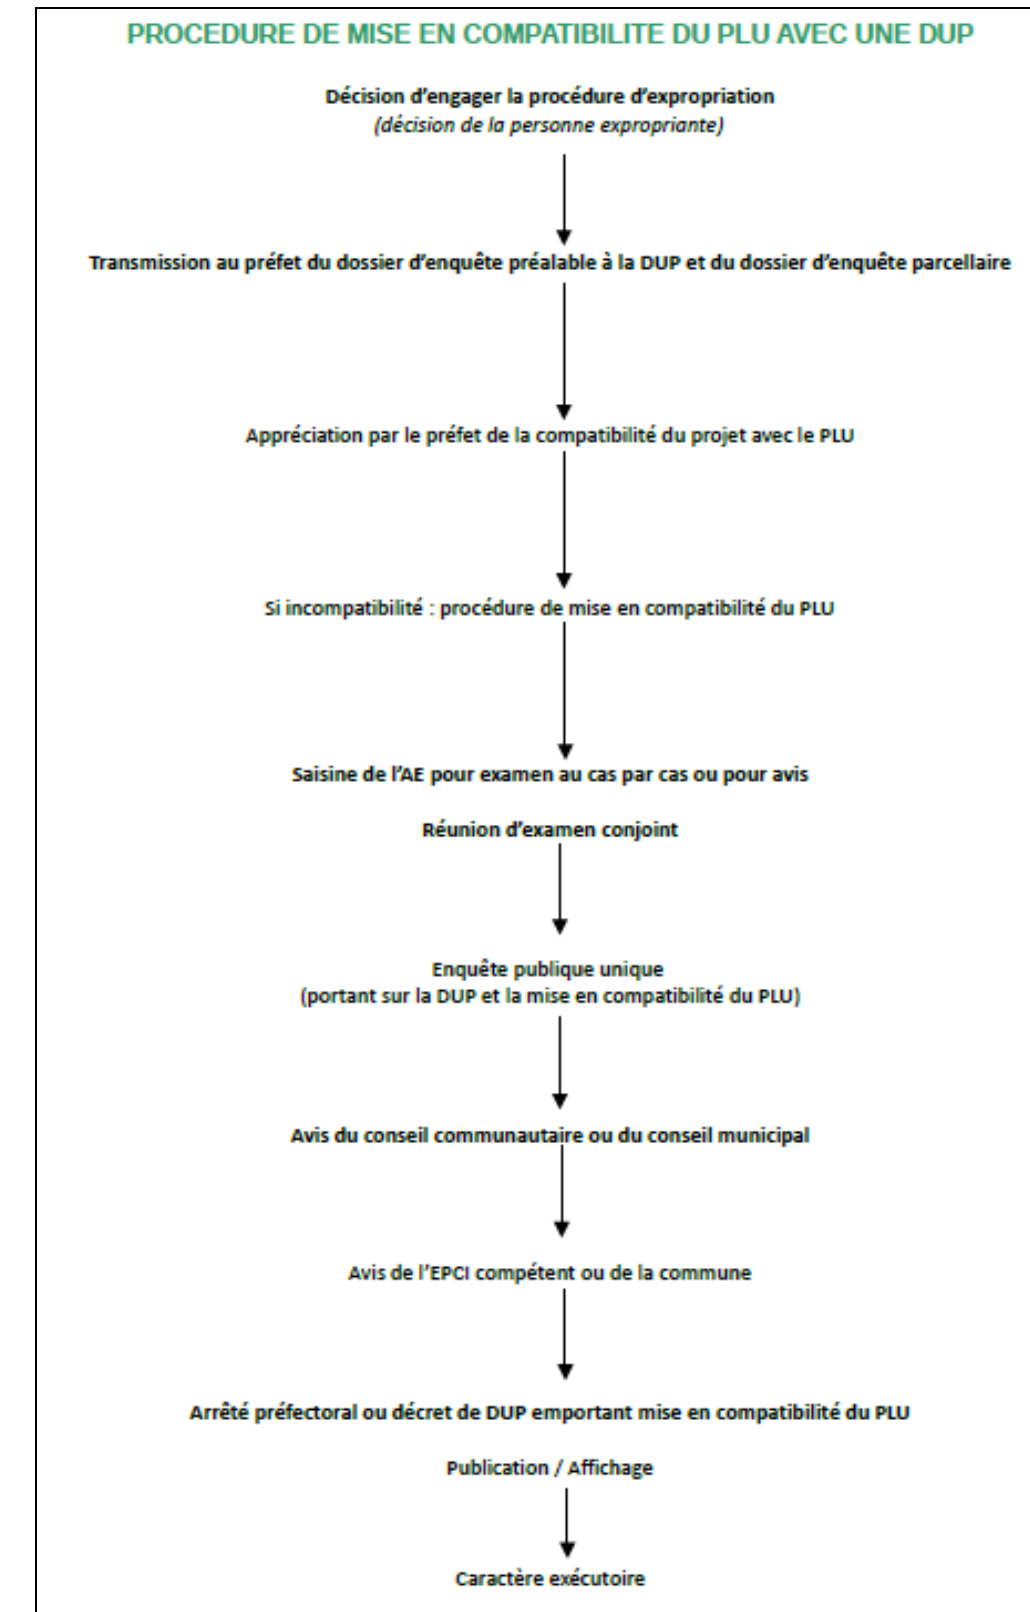 PROCEDURE DE MISE EN COMPATIBILITE DU PLU AVEC UNE DUP
Décision d'engager la procédure d'expropriation
(décision de la personne expropriante)
Transmission au préfet du dossier d'enquête préalable à la DUP et du dossier d'enquête parcellaire
Appréciation par le préfet de la compatibilité du projet avec le PLU
Si incompatibilité : procédure de mise en compatibilité du PLU
Saisine de l'AE pour examen au cas par cas ou pour avis
Réunion d'examen conjoint
Enquête publique unique
(portant sur la DUP et la mise en compatibilité du PLU)
Avis du conseil communautaire ou du conseil municipal
Avis de l'EPCI compétent ou de la commune
Arrêté préfectoral ou décret de DUP emportant mise en compatibilité du PLU
Publication / Affichage
Caractère exécutoire